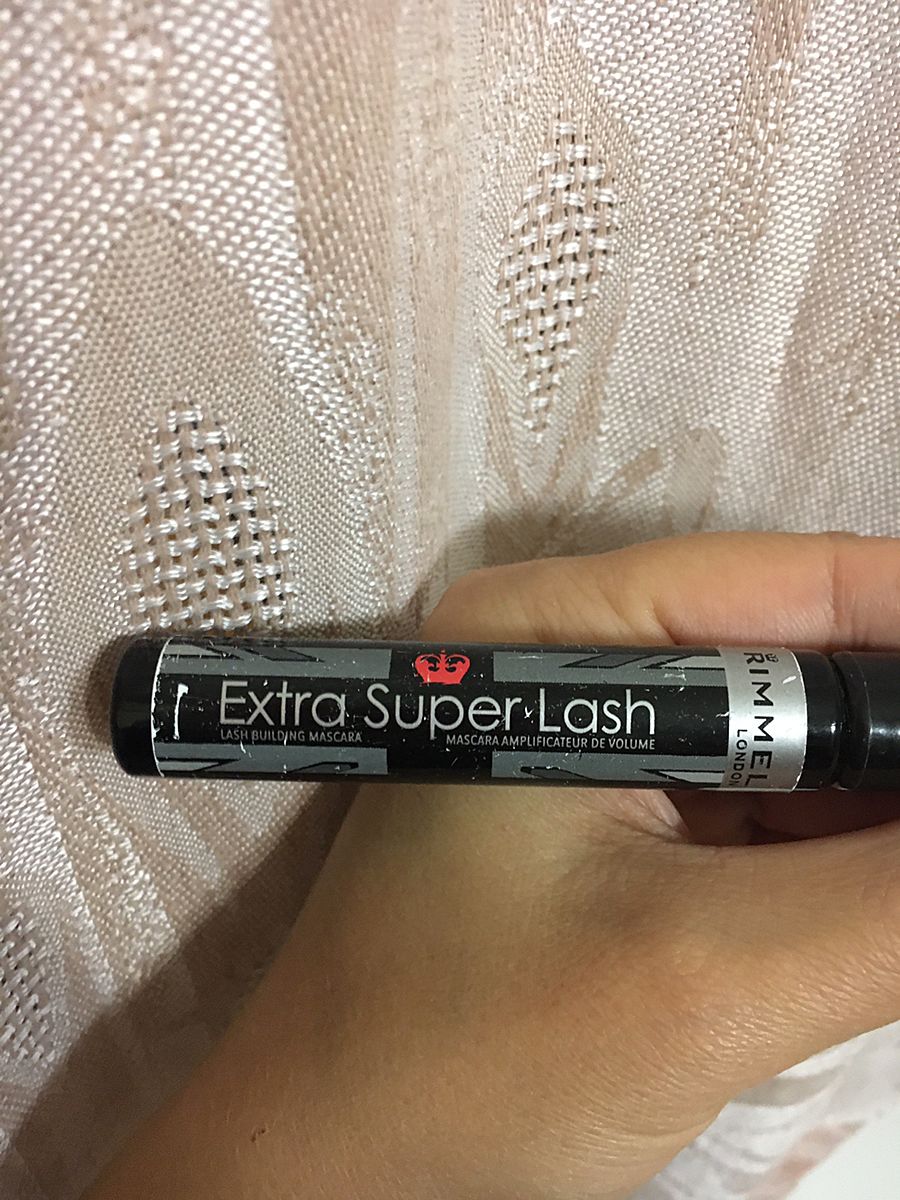 Extra Super Lash
LASH BUILDING MASCARA
MASCARA AMPLIFICATEUR DE VOLUME
RIMMEL
LONDON